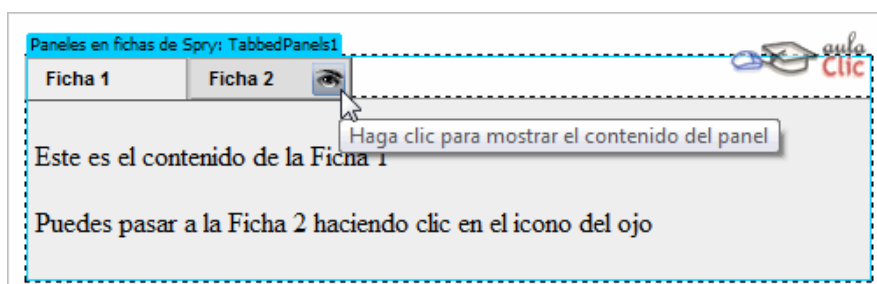 Paneles en fichas de Spry: TabbedPanels1
aula
Clic
Ficha 1 Ficha 2
Haga clic para mostrar el contenido del panel
Este es el contenido de la Ficha 1
Puedes pasar a la Ficha 2 haciendo clic en el icono del ojo